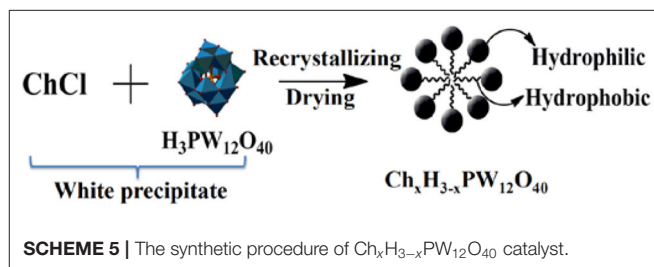 ChCl
H₃PW₁₂O₄₀
White precipitate
Recrystallizing
Drying
Hydrophilic
Hydrophobic
ChₓH₃₋ₓPW₁₂O₄₀
SCHEME 5 | The synthetic procedure of ChₓH₃₋ₓPW₁₂O₄₀ catalyst.